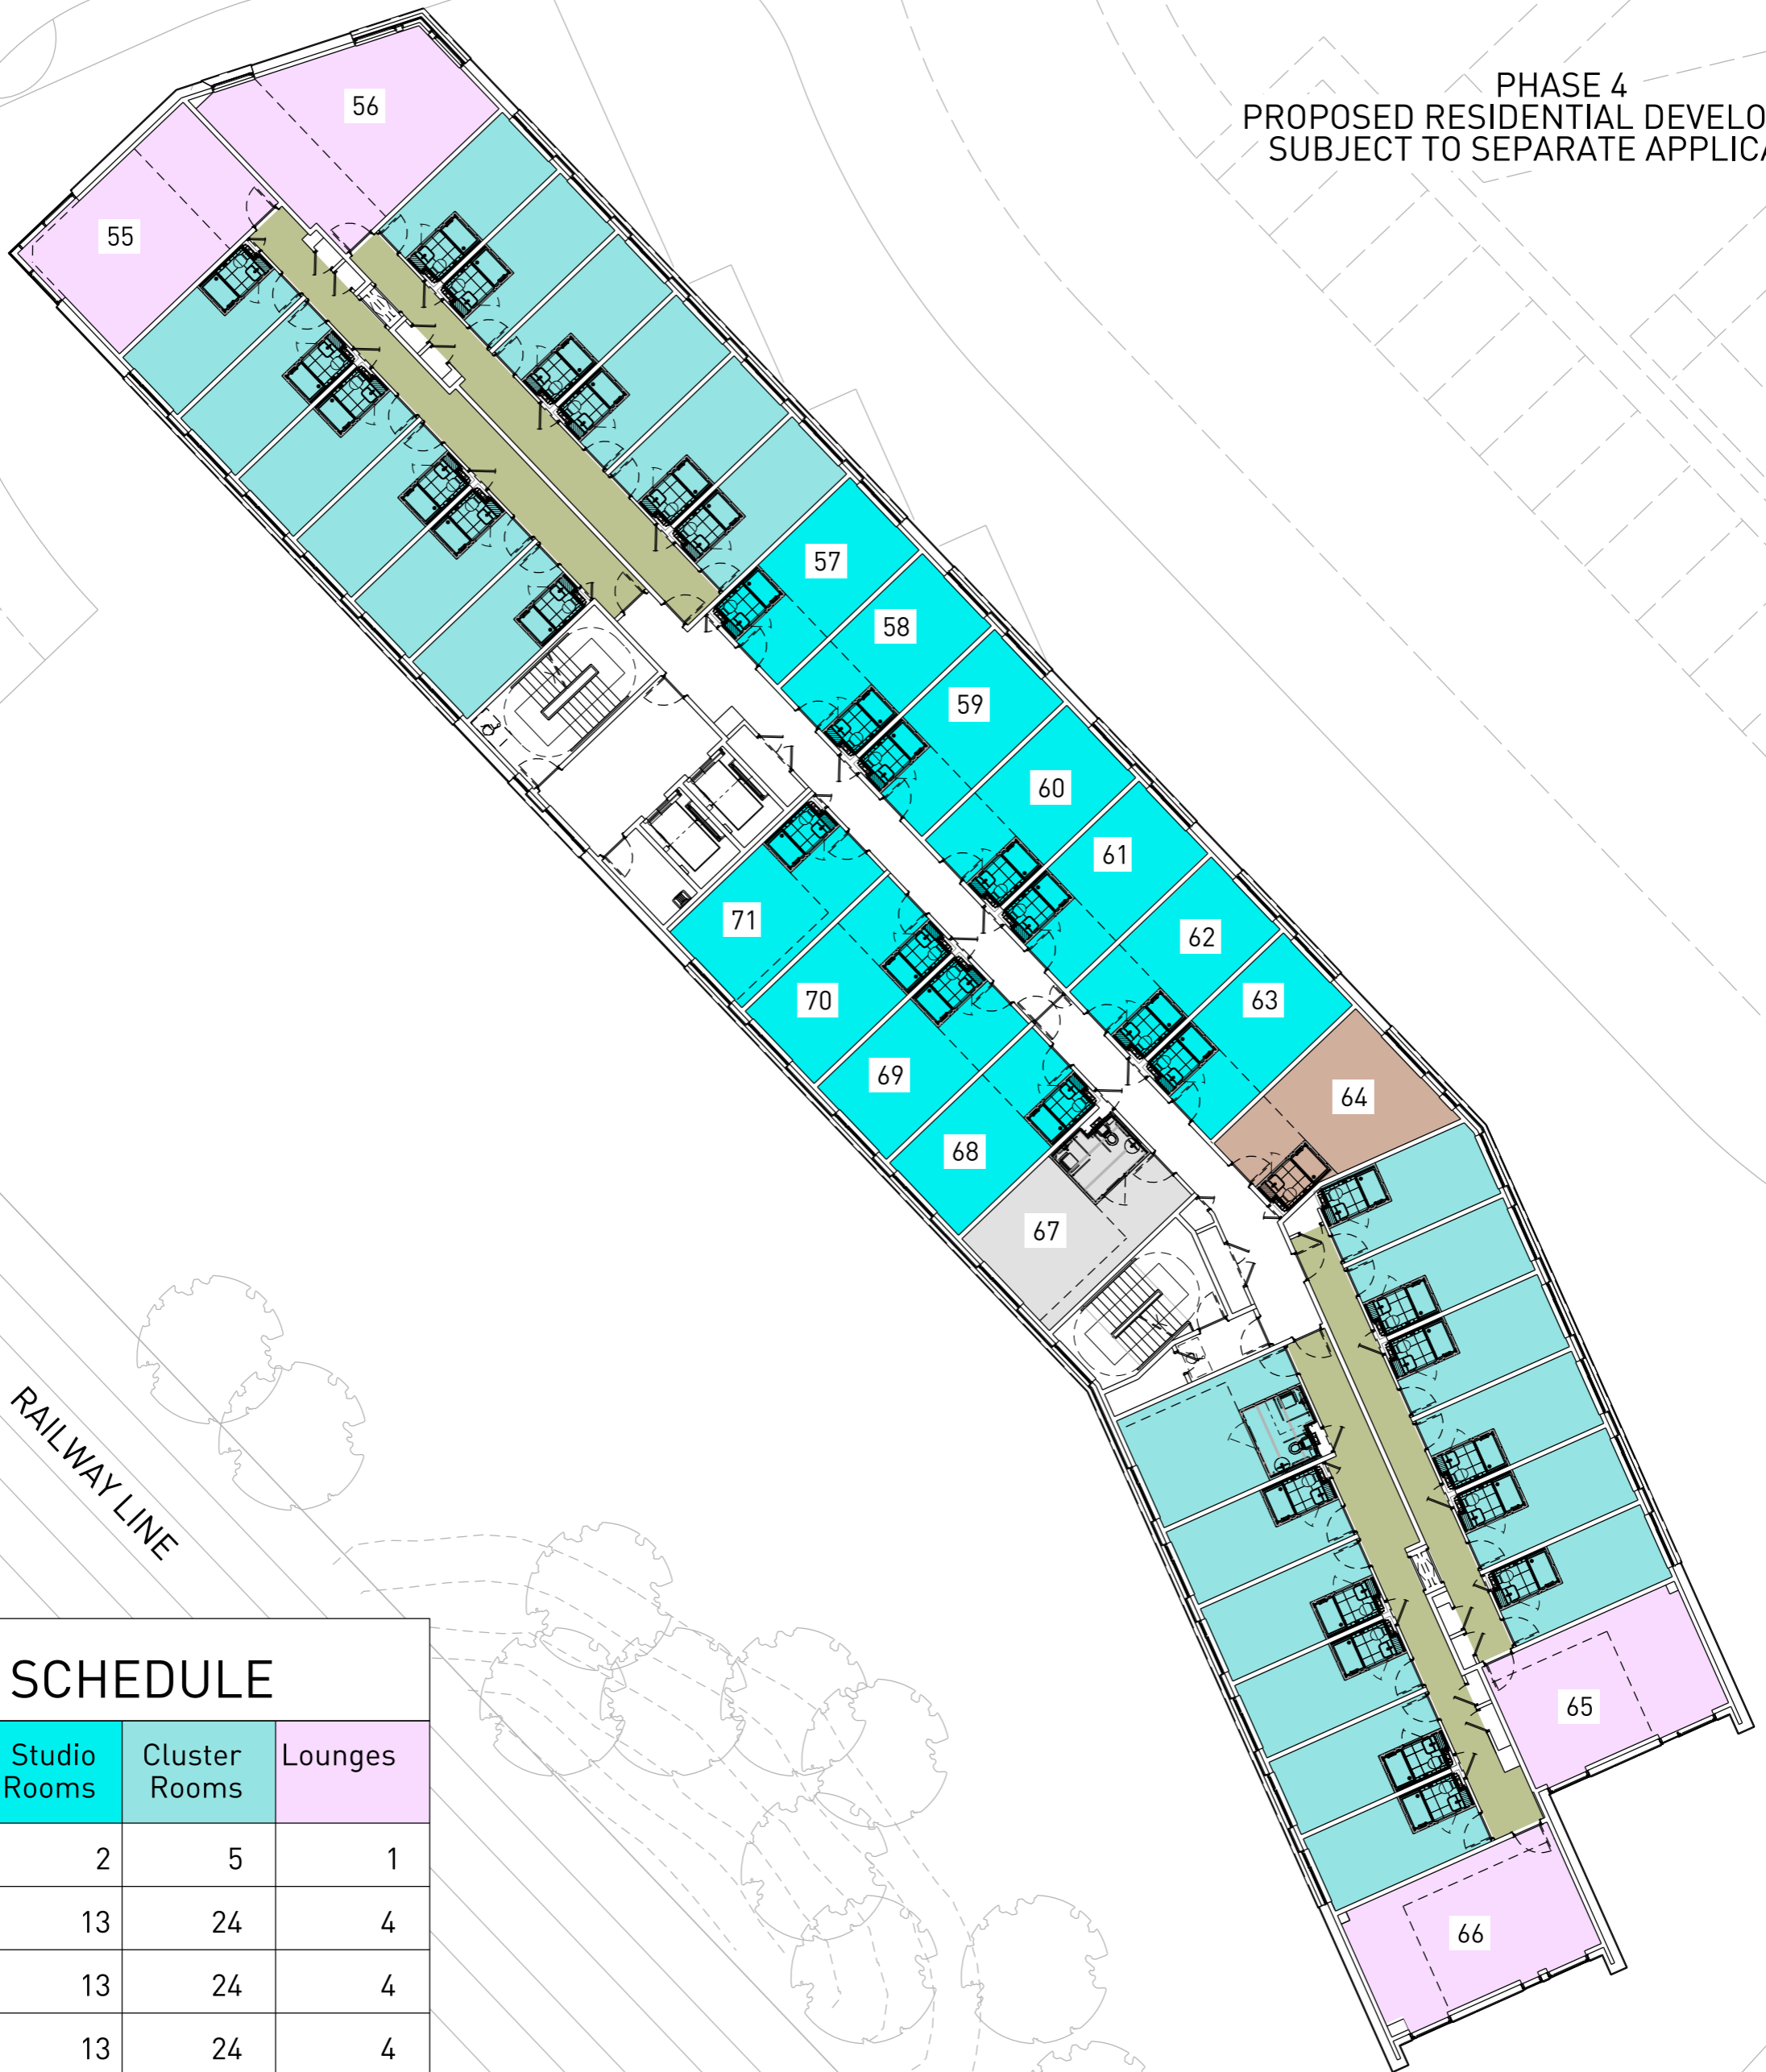 PHASE 4
PROPOSED RESIDENTIAL DEVELO
SUBJECT TO SEPARATE APPLICA
56
55
57
58
59
60
61
62
63
64
71
70
69
68
67
65
66
RAILWAY LINE
SCHEDULE
Studio Rooms
Cluster Rooms
Lounges
2 5 1
13 24 4
13 24 4
13 24 4